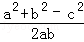 a²+b²- c²
2ab